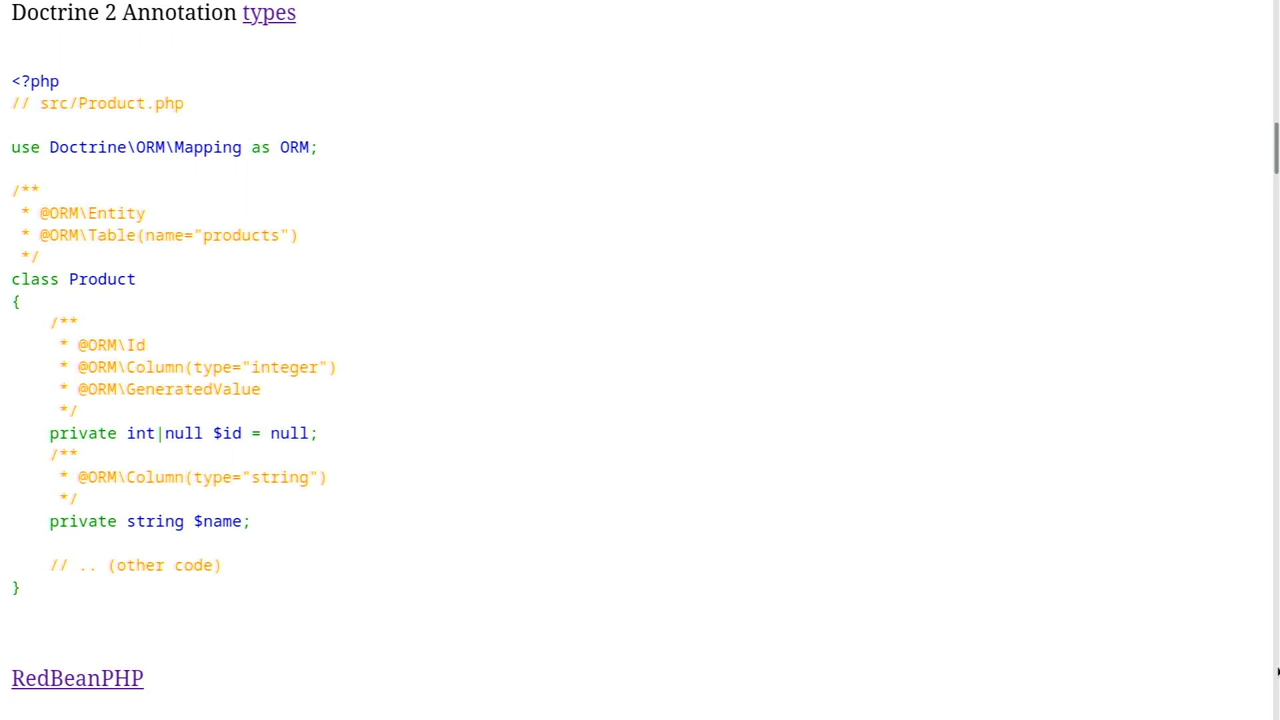 Doctrine 2 Annotation types
<?php
// src/Product.php
use Doctrine\ORM\Mapping as ORM;
/**
 * @ORM\Entity
 * @ORM\Table(name="products")
 */
class Product
{
    /**
     * @ORM\Id
     * @ORM\Column(type="integer")
     * @ORM\GeneratedValue
     */
    private int|null $id = null;
    /**
     * @ORM\Column(type="string")
     */
    private string $name;
    // .. (other code)
}
RedBeanPHP